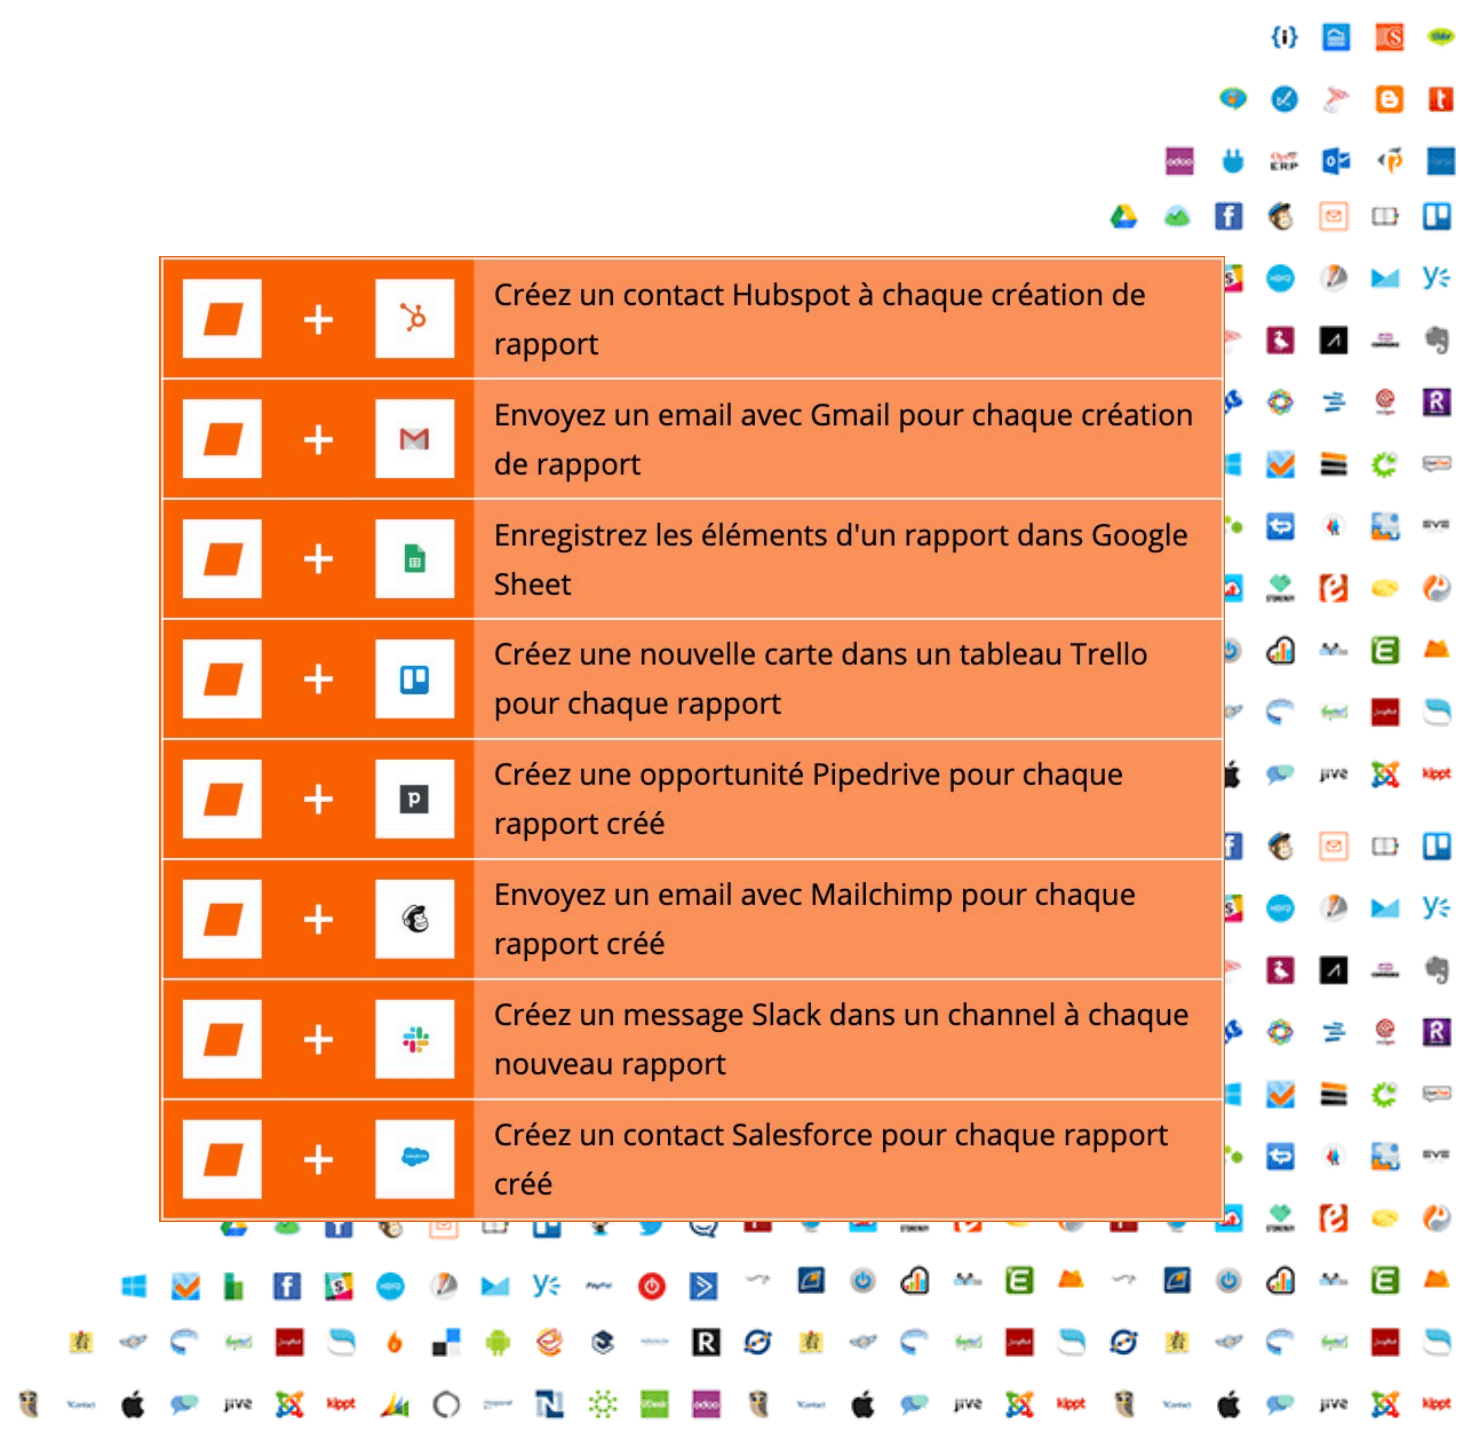 Créez un contact Hubspot à chaque création de
rapport
Envoyez un email avec Gmail pour chaque création
de rapport
Enregistrez les éléments d'un rapport dans Google
Sheet
Créez une nouvelle carte dans un tableau Trello
pour chaque rapport
Créez une opportunité Pipedrive pour chaque
rapport créé
Envoyez un email avec Mailchimp pour chaque
rapport créé
Créez un message Slack dans un channel à chaque
nouveau rapport
Créez un contact Salesforce pour chaque rapport
créé